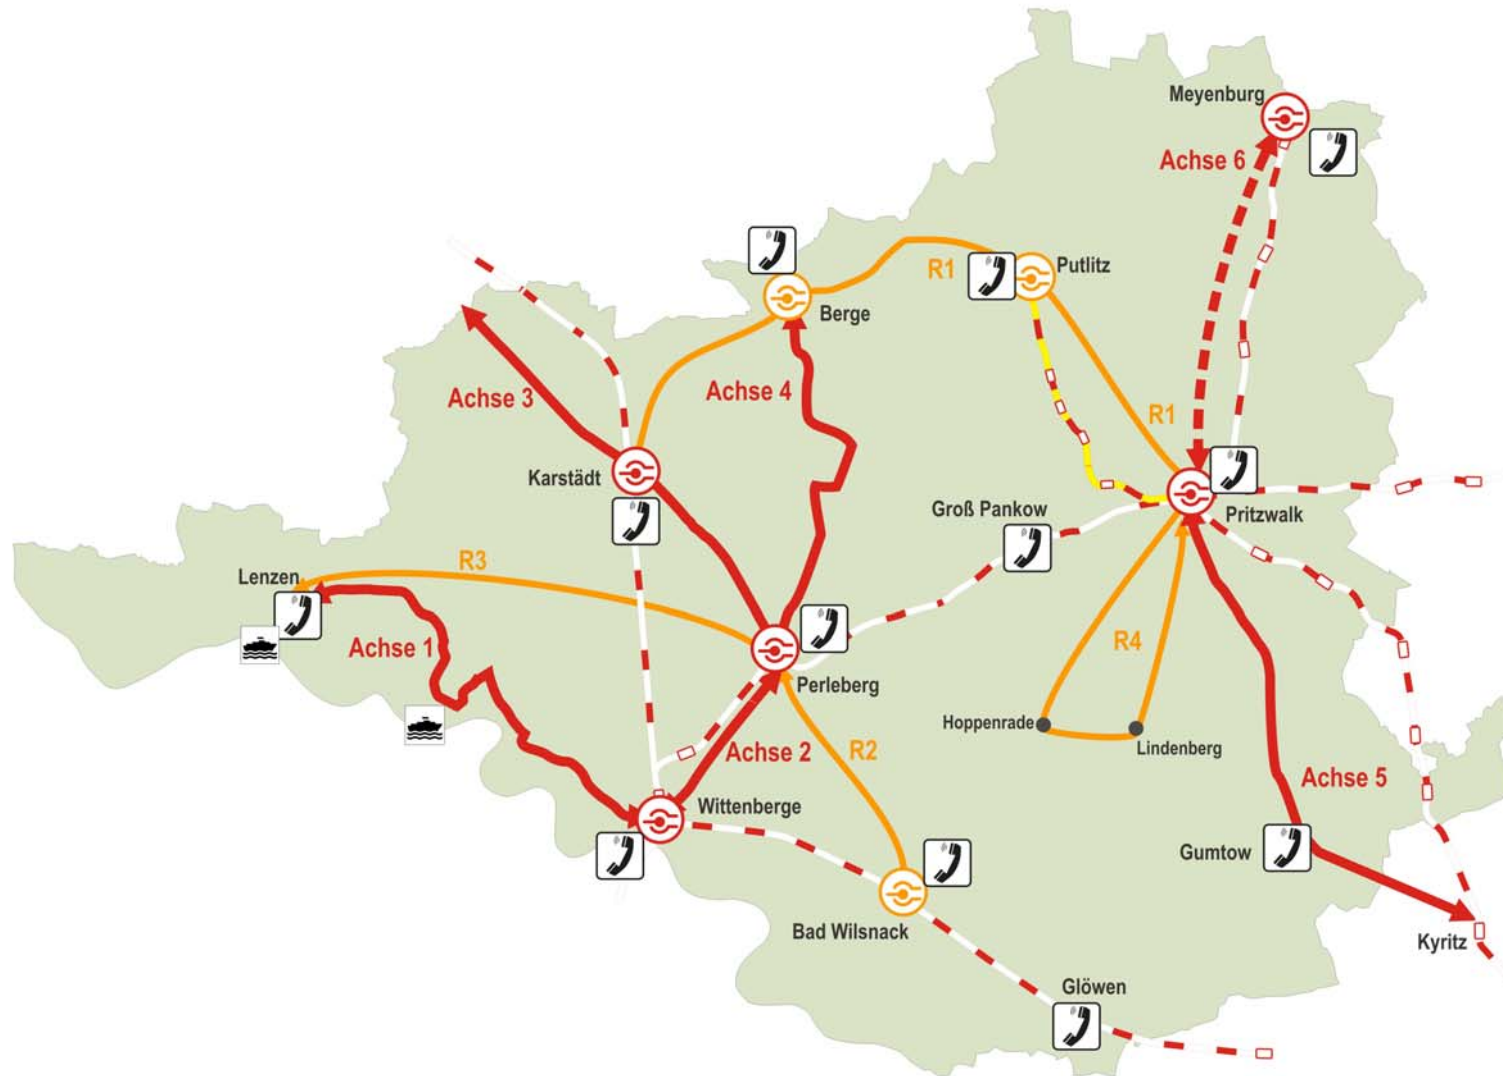 Meyenburg
Achse 6
R1
Putlitz
Berge
Achse 3
Achse 4
R1
Karstädt
Groß Pankow
Pritzwalk
Lenzen
R3
Achse 1
R4
Perleberg
Hoppenrade
Lindenberg
Achse 2
R2
Achse 5
Wittenberge
Gumtow
Bad Wilsnack
Kyritz
Glöwen